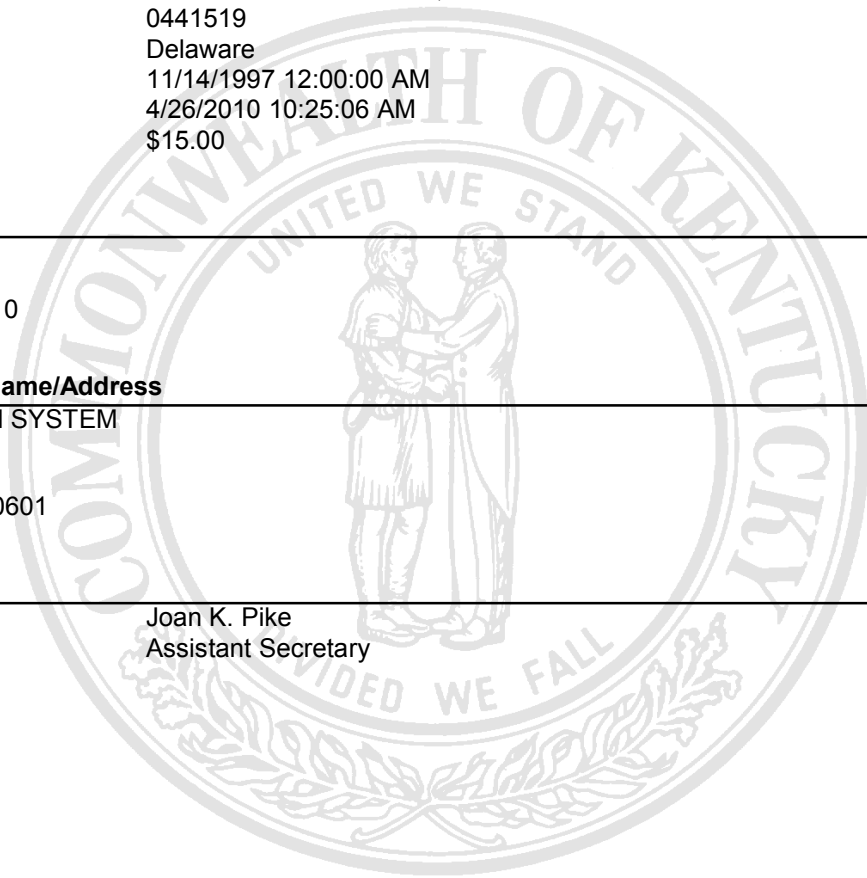 0441519
Delaware
11/14/1997 12:00:00 AM
4/26/2010 10:25:06 AM
$15.00
COMMONWEALTH OF KENTUCKY
UNITED WE STAND
0
ame/Address
SYSTEM
0601
Joan K. Pike
Assistant Secretary
DIVIDED WE FALL